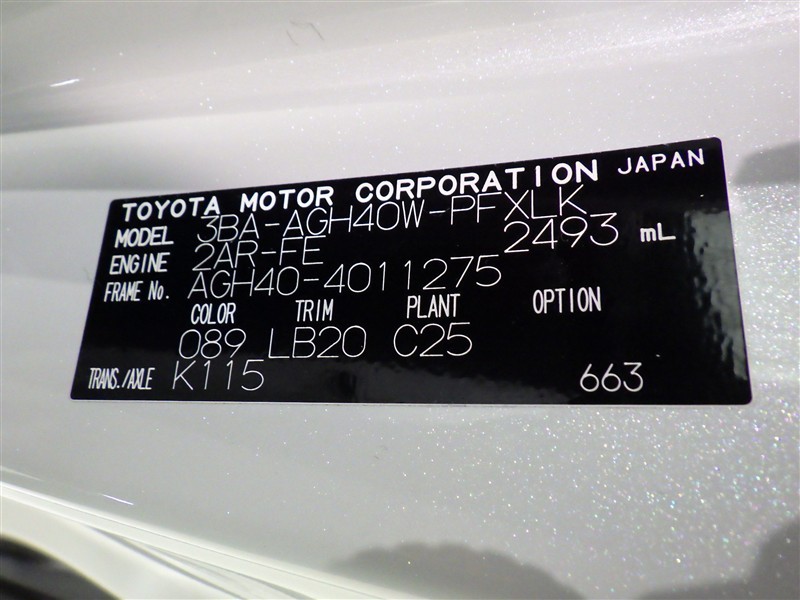 TOYOTA MOTOR CORPORATION JAPAN
MODEL 3BA-AGH40W-PFXLK
ENGINE 2AR-FE 2493 mL
FRAME No. AGH40-4011275
COLOR TRIM PLANT OPTION
089 LB20 C25
TRANS./AXLE K115 663